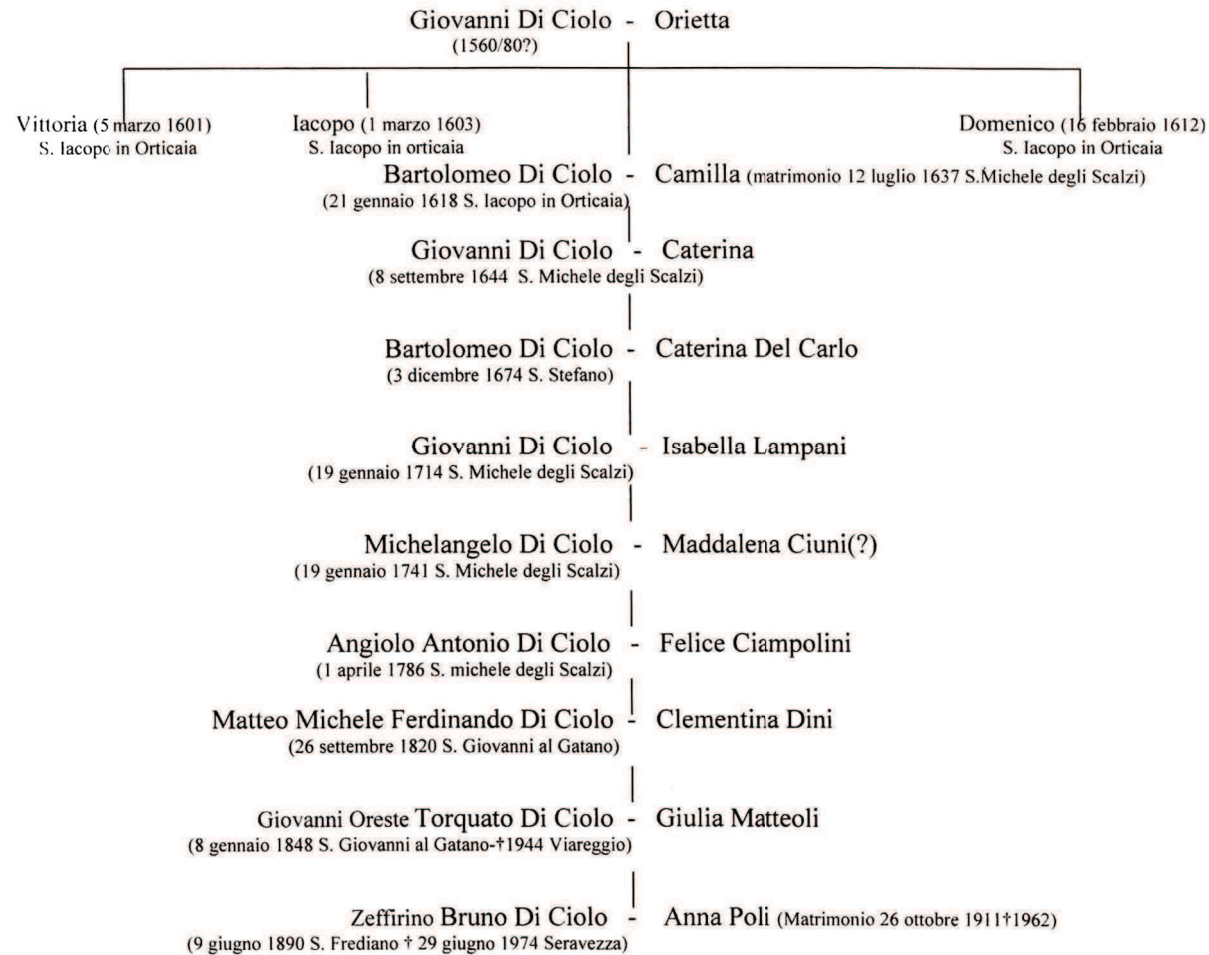 Giovanni Di Ciolo - Orietta
(1560/80?)
Vittoria (5 marzo 1601)
S. Iacopo in Orticaia
Iacopo (1 marzo 1603)
S. Iacopo in orticaia
Domenico (16 febbraio 1612)
S. Iacopo in Orticaia
Bartolomeo Di Ciolo - Camilla (matrimonio 12 luglio 1637 S.Michele degli Scalzi)
(21 gennaio 1618 S. Iacopo in Orticaia)
Giovanni Di Ciolo - Caterina
(8 settembre 1644 S. Michele degli Scalzi)
Bartolomeo Di Ciolo - Caterina Del Carlo
(3 dicembre 1674 S. Stefano)
Giovanni Di Ciolo - Isabella Lampani
(19 gennaio 1714 S. Michele degli Scalzi)
Michelangelo Di Ciolo - Maddalena Ciuni(?)
(19 gennaio 1741 S. Michele degli Scalzi)
Angiolo Antonio Di Ciolo - Felice Ciampolini
(1 aprile 1786 S. michele degli Scalzi)
Matteo Michele Ferdinando Di Ciolo - Clementina Dini
(26 settembre 1820 S. Giovanni al Gatano)
Giovanni Oreste Torquato Di Ciolo - Giulia Matteoli
(8 gennaio 1848 S. Giovanni al Gatano-†1944 Viareggio)
Zeffirino Bruno Di Ciolo - Anna Poli (Matrimonio 26 ottobre 1911†1962)
(9 giugno 1890 S. Frediano † 29 giugno 1974 Seravezza)